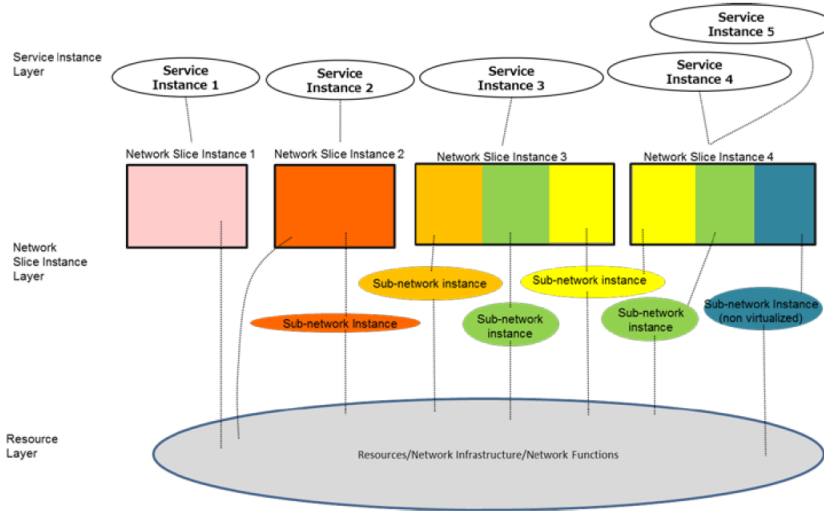 Service
Instance 5
Service Instance
Layer
Service
Instance 1
Service
Instance 2
Service
Instance 3
Service
Instance 4
Network Slice Instance 1
Network Slice Instance 2
Network Slice Instance 3
Network Slice Instance 4
Network
Slice Instance
Layer
Sub-network instance
Sub-network instance
Sub-network Instance
Sub-network
instance
Sub-network
instance
Sub-network Instance
(non virtualized)
Resource
Layer
Resources/Network Infrastructure/Network Functions